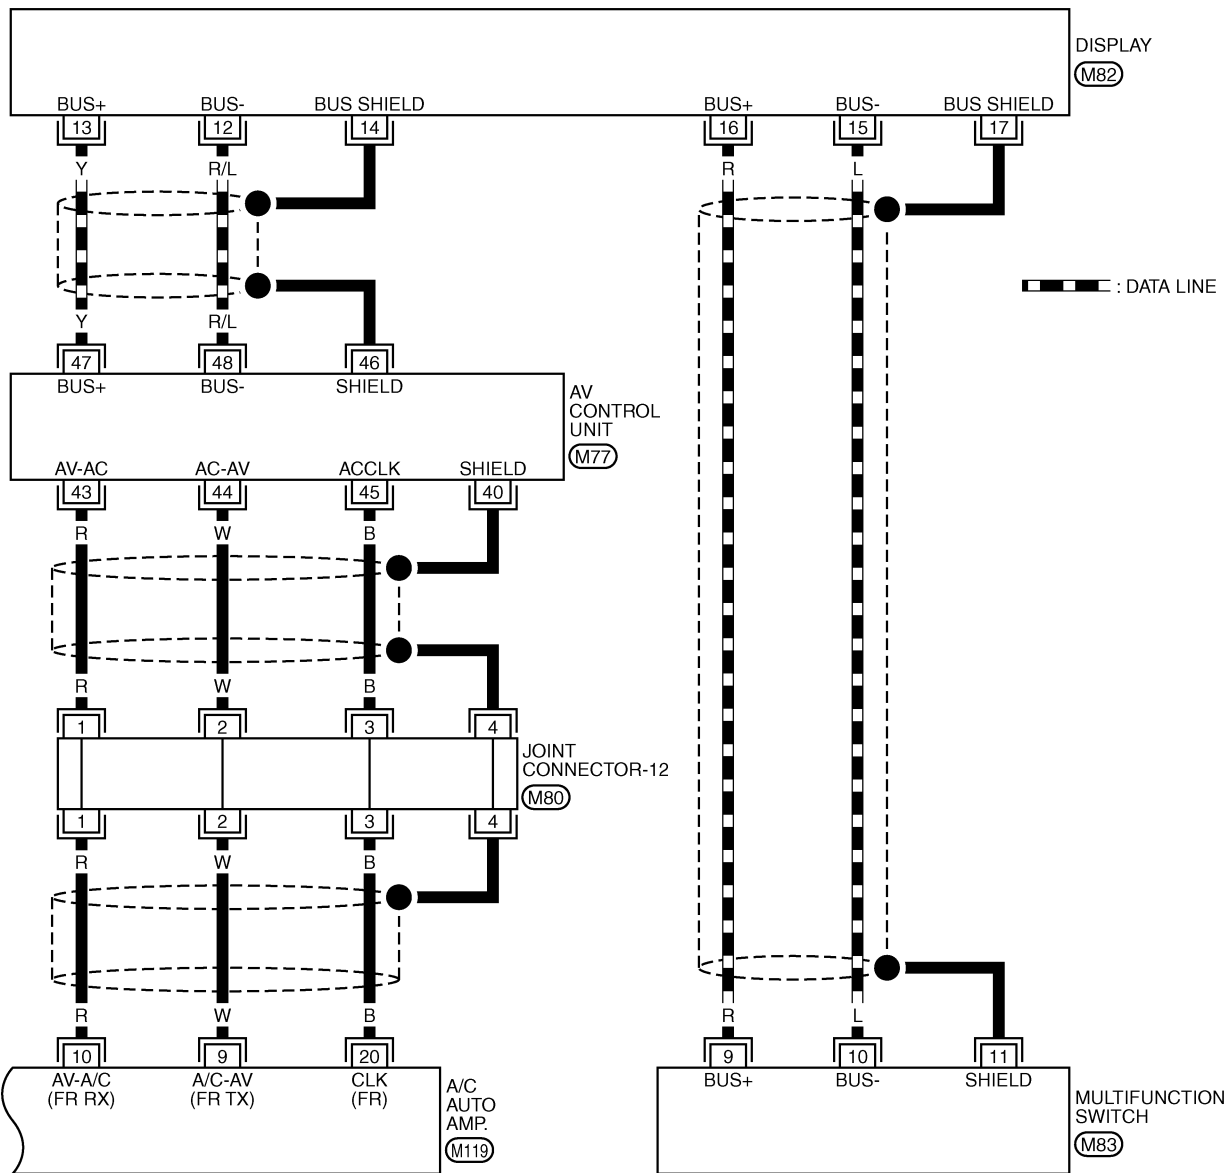 DISPLAY
M82
BUS+ BUS- BUS SHIELD BUS+ BUS- BUS SHIELD
13 12 14 16 15 17
Y R/L R L
: DATA LINE
Y R/L
47 48 46
BUS+ BUS- SHIELD
AV
CONTROL
UNIT
M77
AV-AC AC-AV ACCLK SHIELD
43 44 45 40
R W B
R W B
1 2 3 4
JOINT
CONNECTOR-12
M80
1 2 3 4
R W B
R W B R L
10 9 20 9 10 11
AV-A/C A/C-AV CLK BUS+ BUS- SHIELD
(FR RX) (FR TX) (FR)
A/C
AUTO
AMP.
M119
MULTIFUNCTION
SWITCH
M83